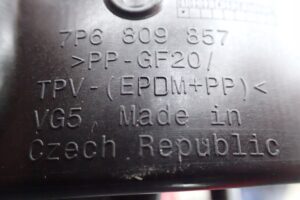 7P6 809 857
>PP-GF20/
TPV-(EPDM+PP)<
VG5 Made in
Czech Republic